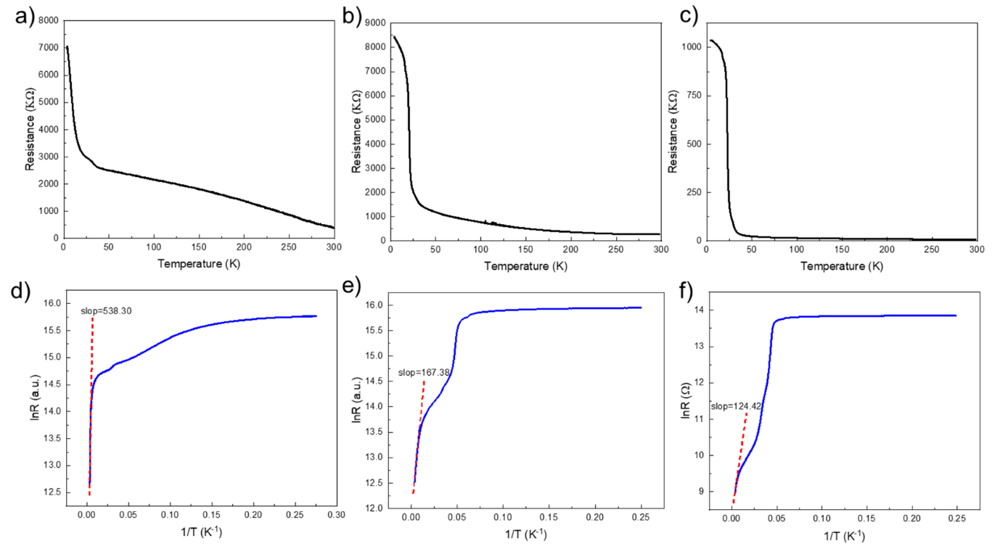 a)
8000
7000
6000
5000
4000
3000
2000
1000
0
Resistance (KΩ)
0 50 100 150 200 250 300
Temperature (K)
b)
9000
8000
7000
6000
5000
4000
3000
2000
1000
0
Resistance (KΩ)
0 50 100 150 200 250 300
Temperature (K)
c)
1000
750
500
250
0
Resistance (KΩ)
0 50 100 150 200 250 300
Temperature (K)
d)
16.0
15.5
15.0
14.5
14.0
13.5
13.0
12.5
lnR (a.u.)
slop=538.30
0.00 0.05 0.10 0.15 0.20 0.25 0.30
1/T (K-1)
e)
16.0
15.5
15.0
14.5
14.0
13.5
13.0
12.5
12.0
lnR (a.u.)
slop=167.38
0.00 0.05 0.10 0.15 0.20 0.25
1/T (K-1)
f)
14
13
12
11
10
9
lnR (Ω)
slop=124.42
0.00 0.05 0.10 0.15 0.20 0.25
1/T (K-1)